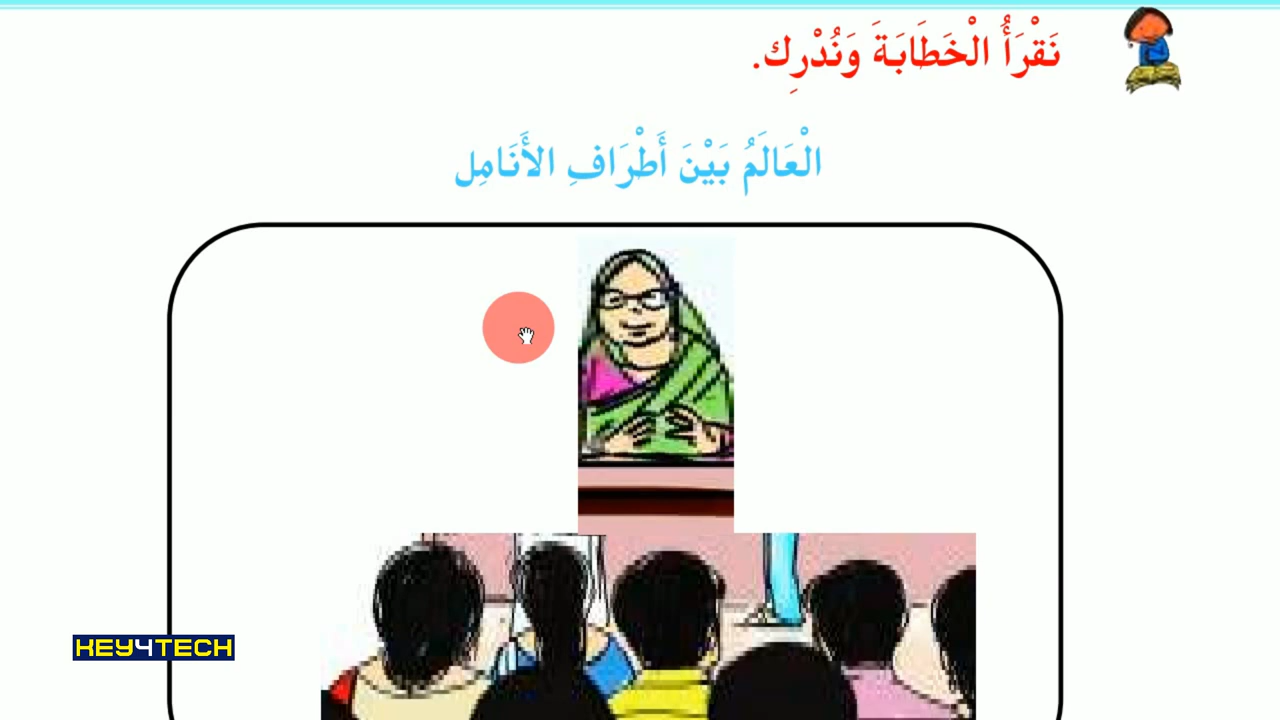 نَقْرَأُ الْخَطَابَةَ وَنُدْرِك.
الْعَالَمُ بَيْنَ أَطْرَافِ الأَنَامِل
KEY4TECH